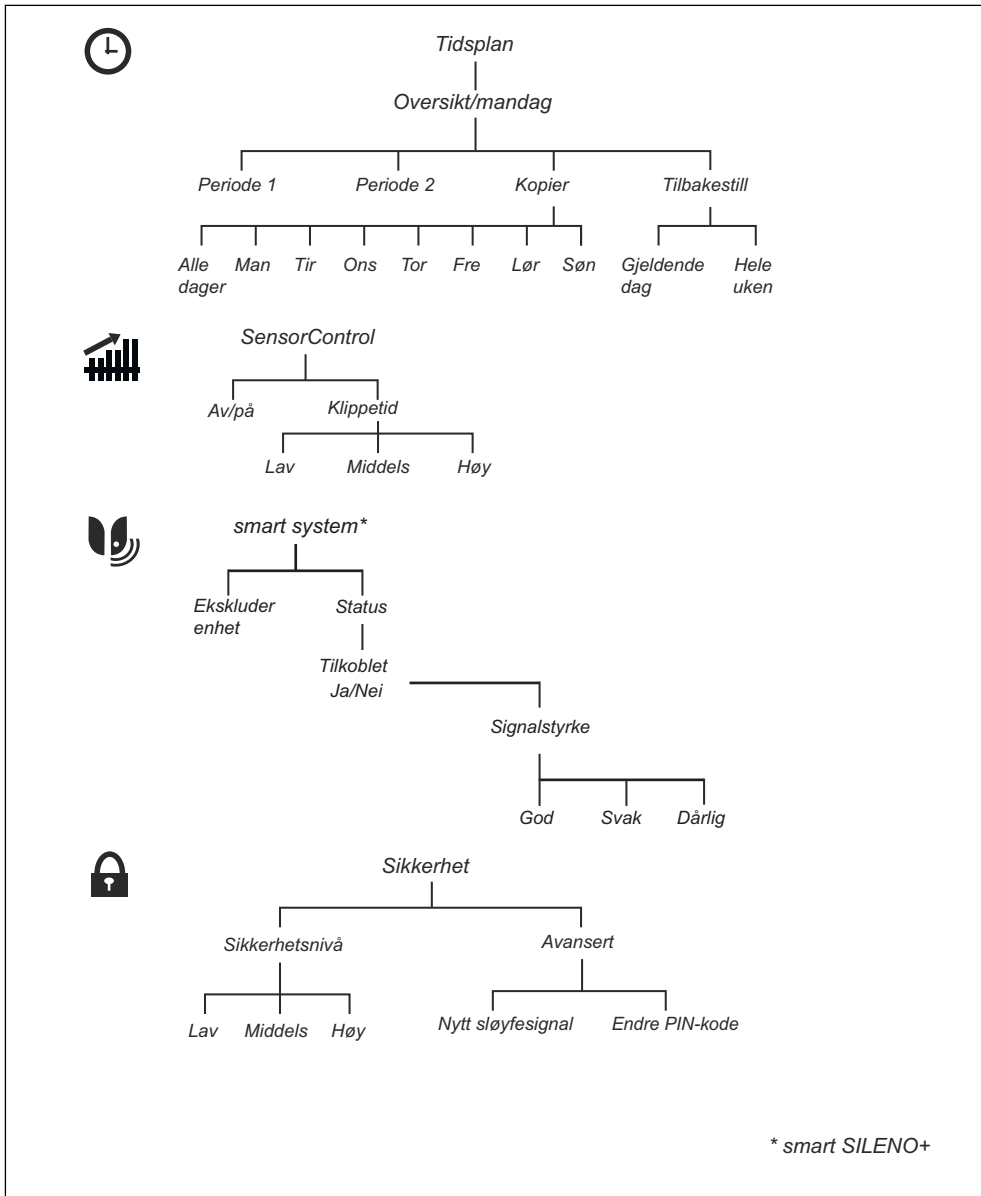 Tidsplan
Oversikt/mandag
Periode 1 Periode 2 Kopier Tilbakestill
Alle dager Man Tir Ons Tor Fre Lør Søn Gjeldende dag Hele uken
SensorControl
Av/på Klippetid
Lav Middels Høy
smart system*
Ekskluder enhet Status
Tilkoblet
Ja/Nei
Signalstyrke
God Svak Dårlig
Sikkerhet
Sikkerhetsnivå Avansert
Lav Middels Høy Nytt sløyfesignal Endre PIN-kode
* smart SILENO+